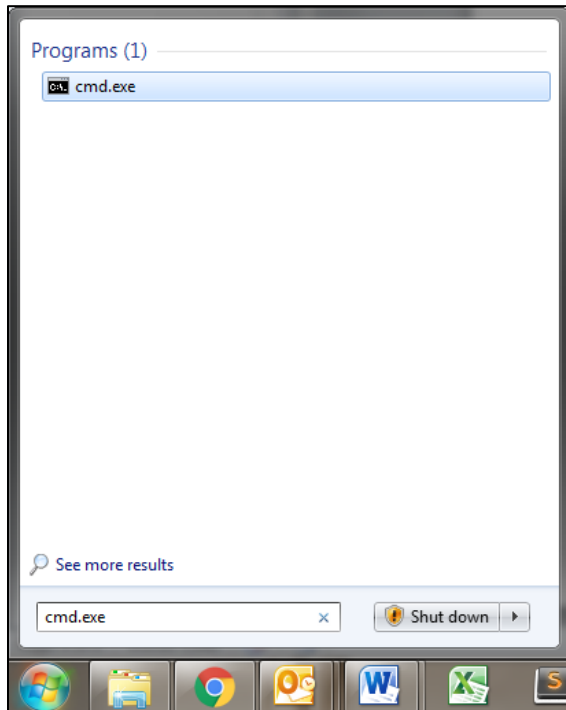 Programs (1)
C:\.
cmd.exe
See more results
cmd.exe
Shut down
O
W
X
S